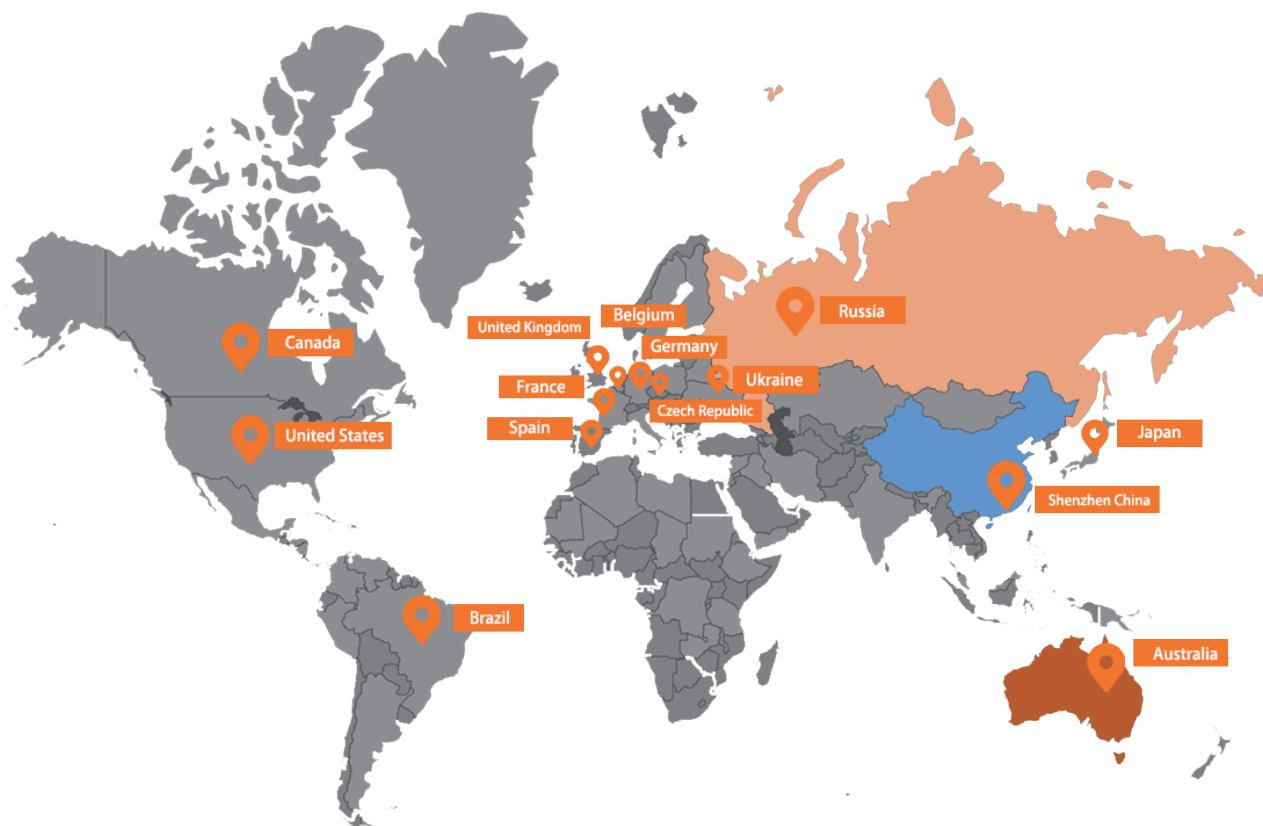 Belgium
Russia
United Kingdom
Canada
Germany
France
Ukraine
Czech Republic
Spain
United States
Japan
Shenzhen China
Brazil
Australia